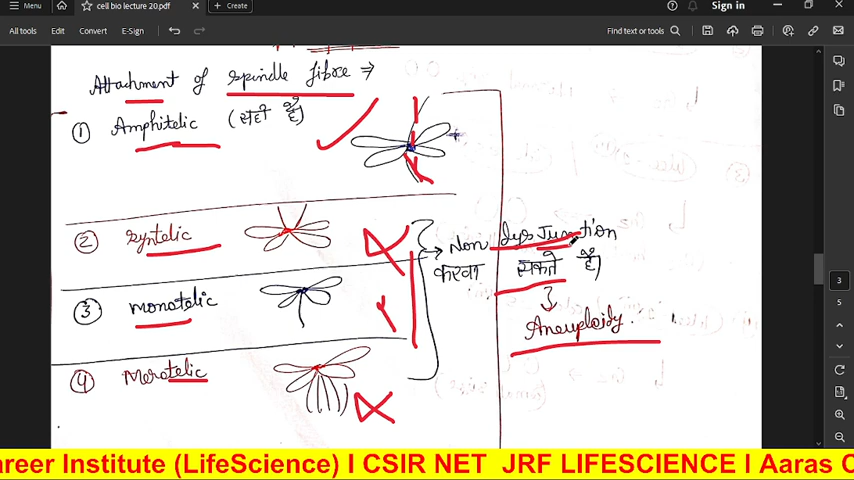 Menu
cell bio lecture 20.pdf
Create
Sign in
All tools
Edit
Convert
E-Sign
Find text or tools
Attachment of spindle fibre ⇒
① Amphitelic (सही है)
② syntelic
Non dysjunction
करवा सकते है)
③ monotelic
Aneuploidy.
④ Merotelic
3
3
5
areer Institute (LifeScience) I CSIR NET JRF LIFESCIENCE I Aaras C